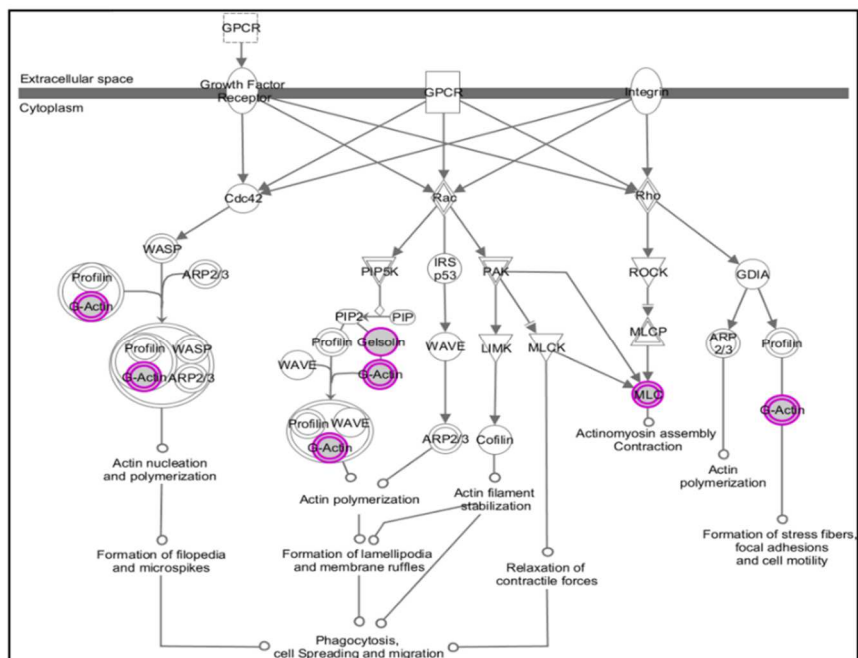 GPCR
Extracellular space
Growth Factor
Receptor
GPCR
Integrin
Cytoplasm
Cdc42
Rac
Rho
WASP
Profilin
ARP2/3
G-Actin
PIP5K
IRS
p53
PAK
ROCK
GDIA
PIP2
PIP
Profilin
Gelsolin
WAVE
LIMK
MLCK
MLCP
ARP
2/3
Profilin
Profilin
WASP
G-Actin
ARP2/3
WAVE
G-Actin
MLC
G-Actin
Profilin
WAVE
G-Actin
ARP2/3
Cofilin
Actinomyosin assembly
Contraction
Actin nucleation
and polymerization
Actin polymerization
Actin filament
stabilization
Actin
polymerization
Formation of filopedia
and microspikes
Formation of lamellipodia
and membrane ruffles
Relaxation of
contractile forces
Formation of stress fibers,
focal adhesions
and cell motility
Phagocytosis,
cell Spreading and migration